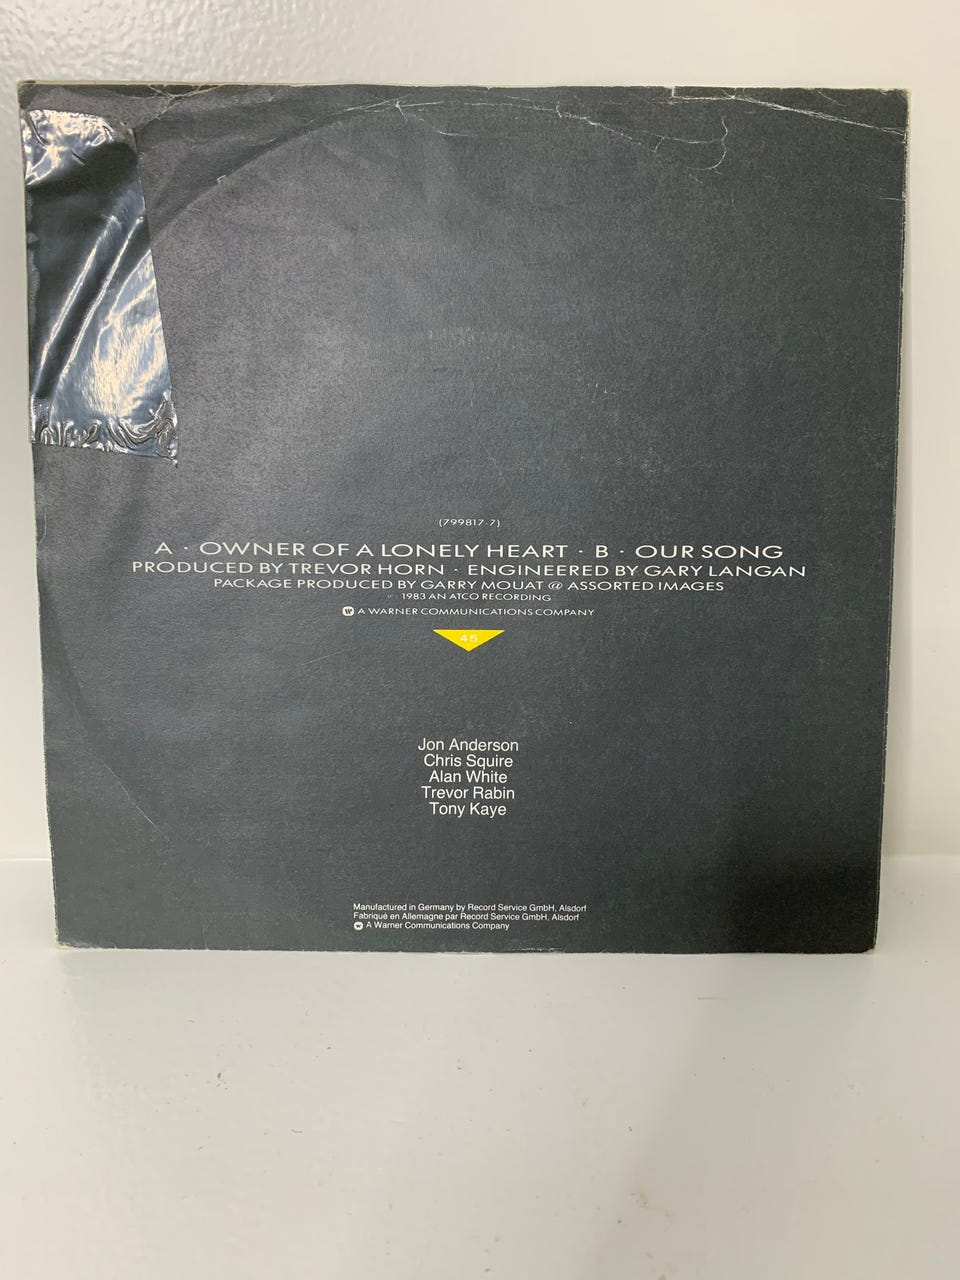 (799817-7)
A · OWNER OF A LONELY HEART · B · OUR SONG
PRODUCED BY TREVOR HORN · ENGINEERED BY GARY LANGAN
PACKAGE PRODUCED BY GARRY MOUAT @ ASSORTED IMAGES
1983 AN ATCO RECORDING
A WARNER COMMUNICATIONS COMPANY
45
Jon Anderson
Chris Squire
Alan White
Trevor Rabin
Tony Kaye
Manufactured in Germany by Record Service GmbH, Alsdorf
Fabriqué en Allemagne par Record Service GmbH, Alsdorf
A Warner Communications Company